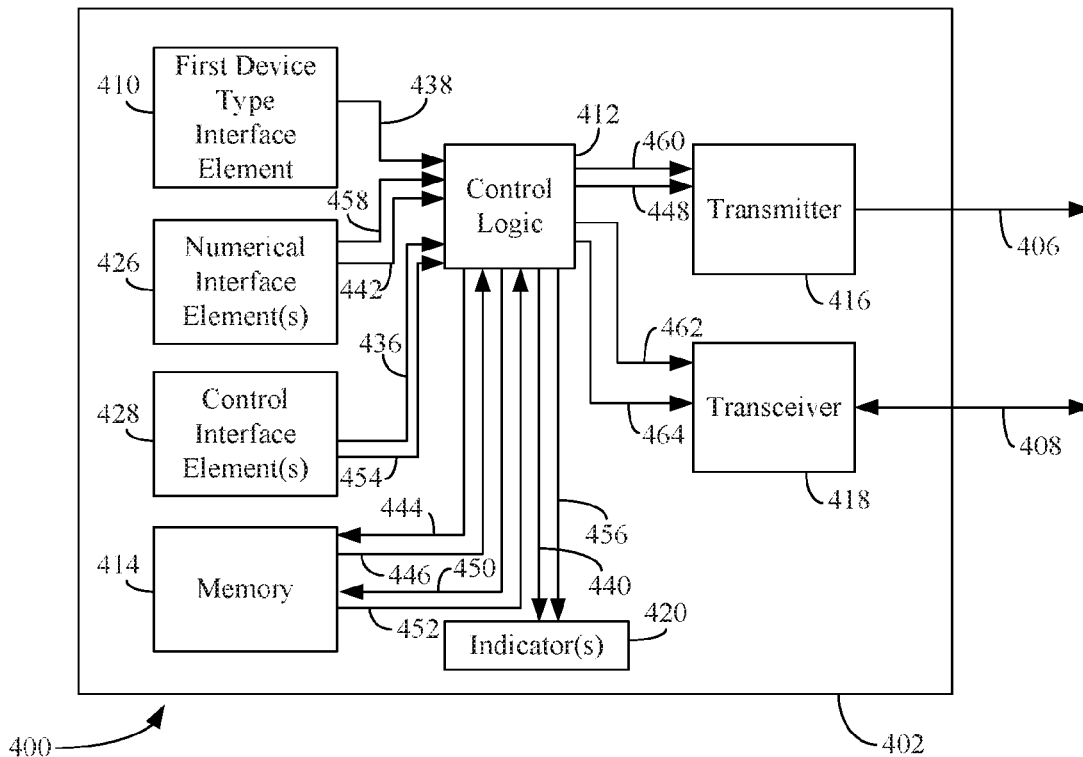 410
First Device
Type
Interface
Element
438
412
Control
Logic
460
448
Transmitter
406
416
458
426
Numerical
Interface
Element(s)
442
436
462
428
Control
Interface
Element(s)
454
464
Transceiver
408
418
444
456
414
Memory
446
450
440
452
420
Indicator(s)
400
402